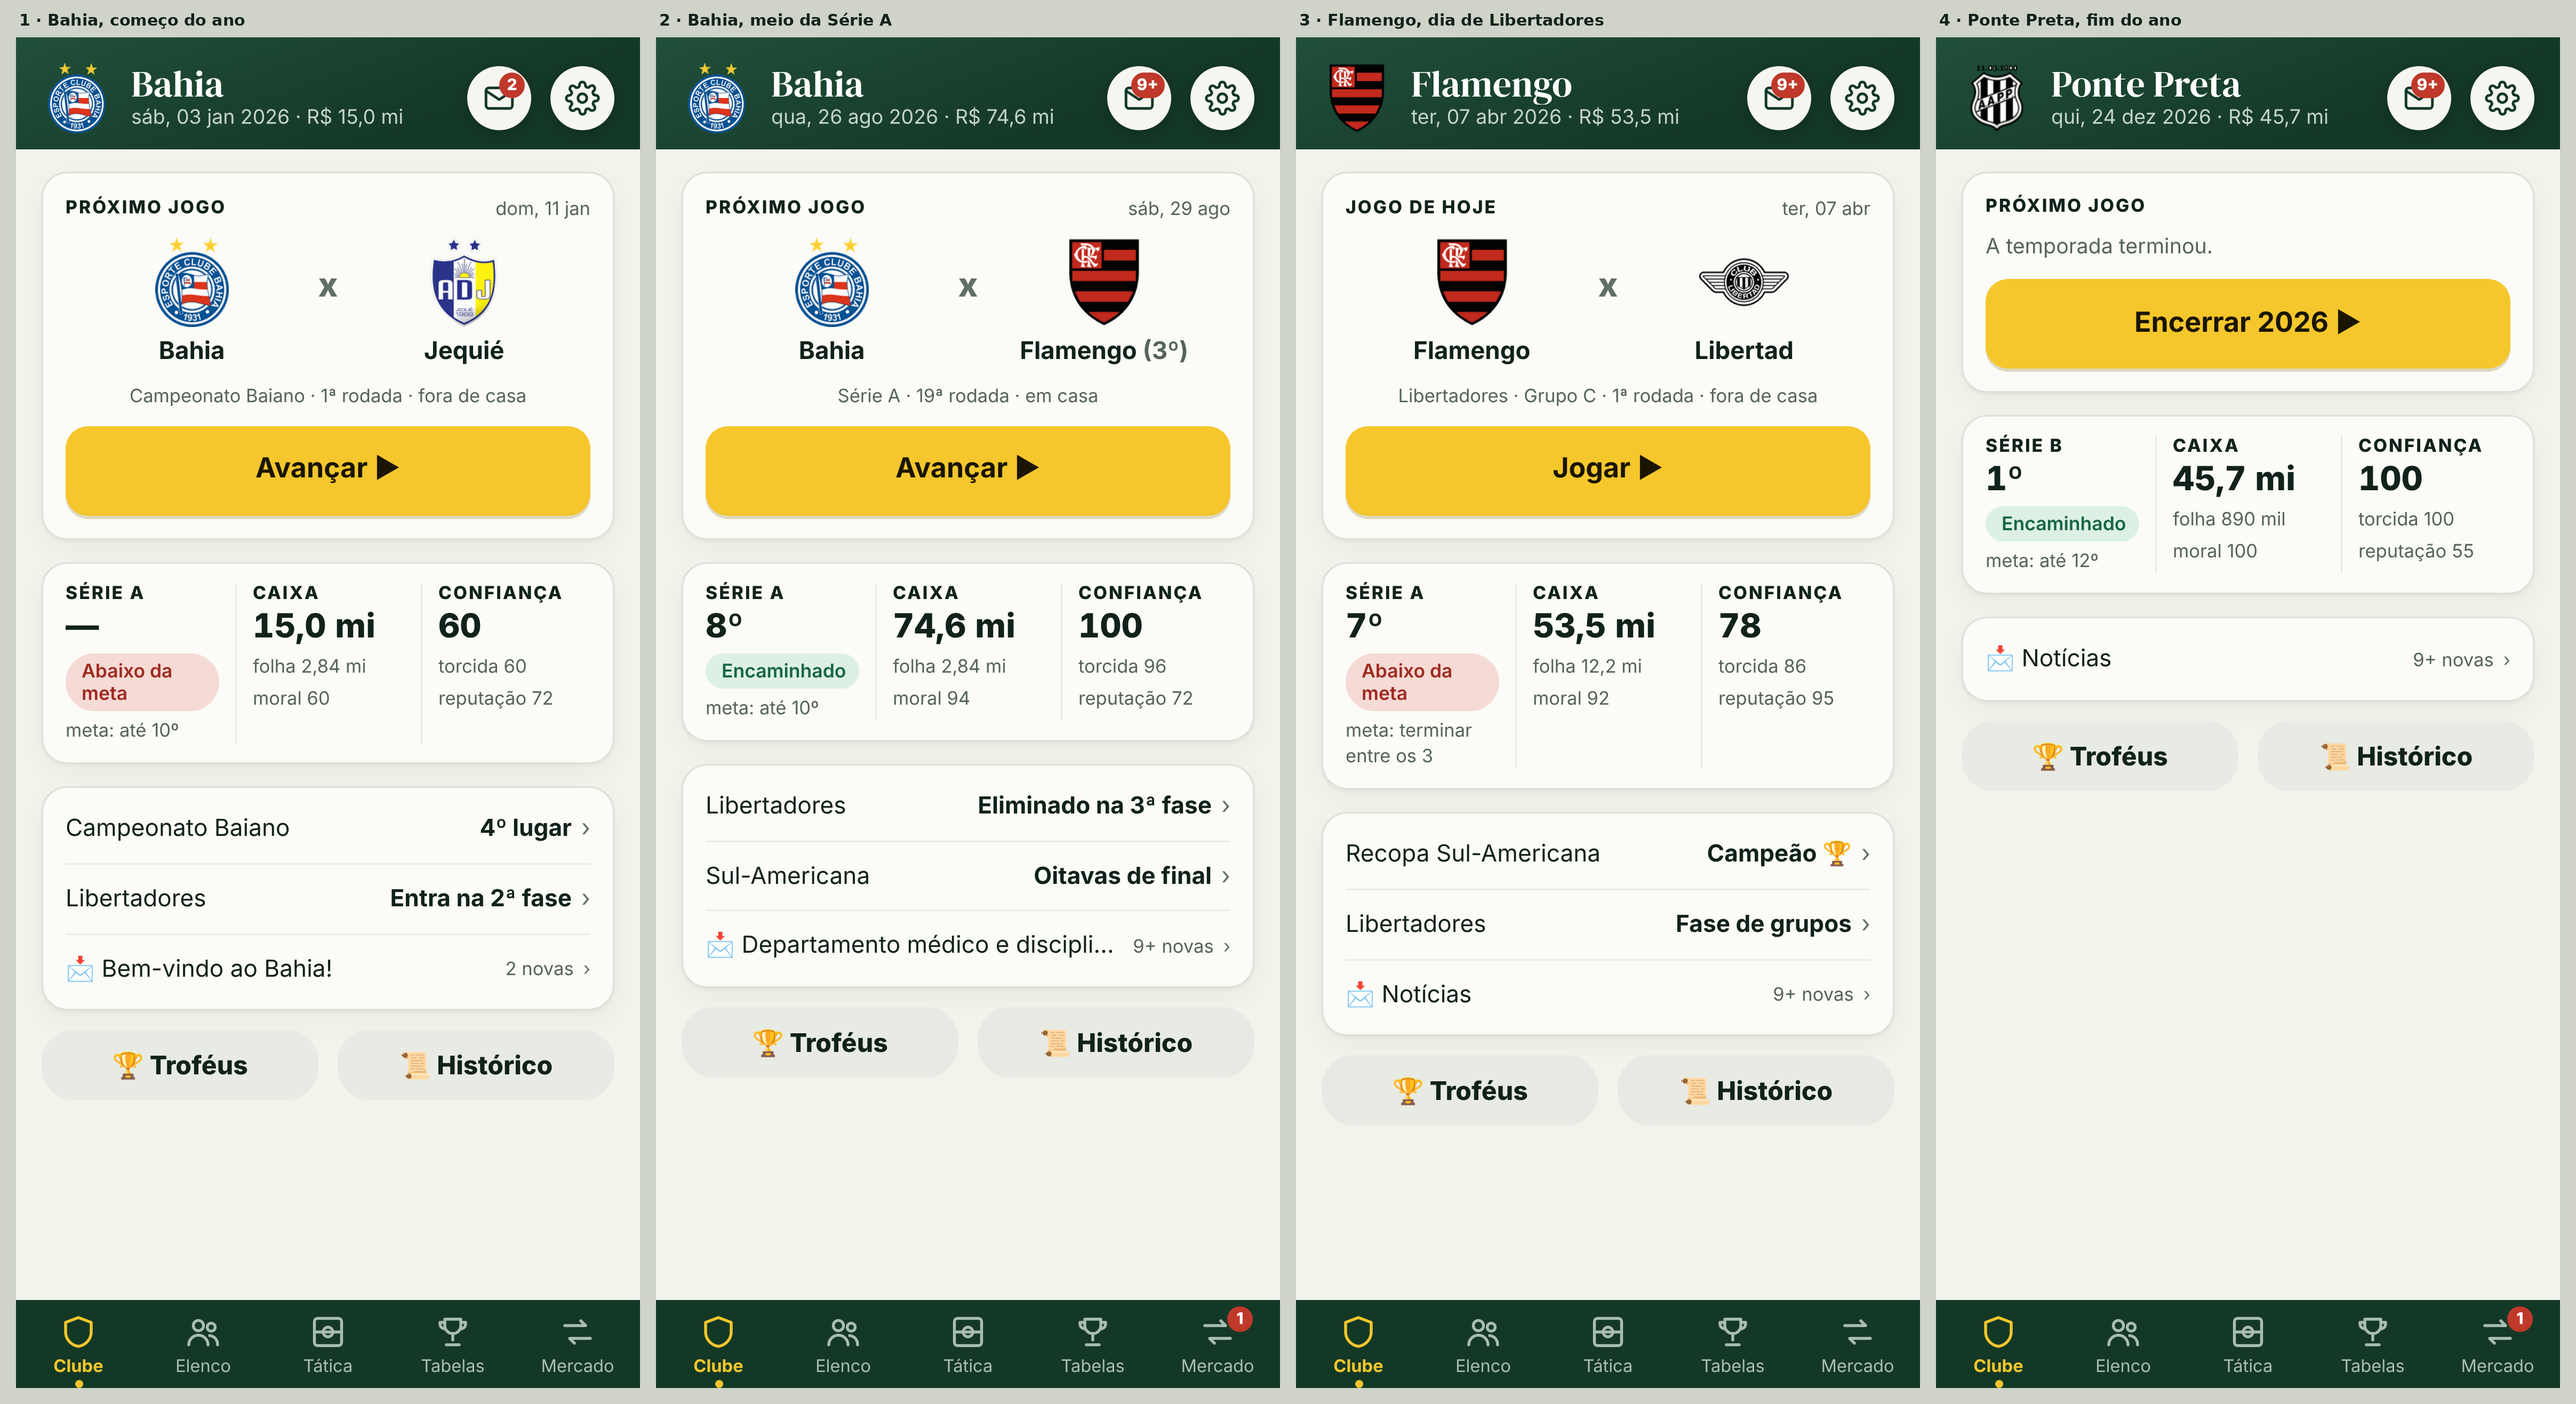 1 · Bahia, começo do ano
Bahia
sáb, 03 jan 2026 · R$ 15,0 mi
2
PRÓXIMO JOGO
dom, 11 jan
ESPORTE CLUBE BAHIA
1931
x
ADJ
Bahia
Jequié
Campeonato Baiano · 1ª rodada · fora de casa
Avançar ▶
SÉRIE A
CAIXA
CONFIANÇA
—
15,0 mi
60
Abaixo da
meta
folha 2,84 mi
torcida 60
moral 60
reputação 72
meta: até 10º
Campeonato Baiano
4º lugar ›
Libertadores
Entra na 2ª fase ›
📩 Bem-vindo ao Bahia!
2 novas ›
🏆 Troféus
📜 Histórico
Clube
Elenco
Tática
Tabelas
Mercado
2 · Bahia, meio da Série A
Bahia
qua, 26 ago 2026 · R$ 74,6 mi
9+
PRÓXIMO JOGO
sáb, 29 ago
ESPORTE CLUBE BAHIA
1931
x
Bahia
Flamengo (3º)
Série A · 19ª rodada · em casa
Avançar ▶
SÉRIE A
CAIXA
CONFIANÇA
8º
74,6 mi
100
Encaminhado
folha 2,84 mi
torcida 96
meta: até 10º
moral 94
reputação 72
Libertadores
Eliminado na 3ª fase ›
Sul-Americana
Oitavas de final ›
📩 Departamento médico e discipli...
9+ novas ›
🏆 Troféus
📜 Histórico
Clube
Elenco
Tática
Tabelas
Mercado
1
3 · Flamengo, dia de Libertadores
Flamengo
ter, 07 abr 2026 · R$ 53,5 mi
9+
JOGO DE HOJE
ter, 07 abr
x
CLUB
LIBERTAD
Flamengo
Libertad
Libertadores · Grupo C · 1ª rodada · fora de casa
Jogar ▶
SÉRIE A
CAIXA
CONFIANÇA
7º
53,5 mi
78
Abaixo da
meta
folha 12,2 mi
torcida 86
moral 92
reputação 95
meta: terminar
entre os 3
Recopa Sul-Americana
Campeão 🏆 ›
Libertadores
Fase de grupos ›
📩 Notícias
9+ novas ›
🏆 Troféus
📜 Histórico
Clube
Elenco
Tática
Tabelas
Mercado
4 · Ponte Preta, fim do ano
AAPP
Ponte Preta
qui, 24 dez 2026 · R$ 45,7 mi
9+
PRÓXIMO JOGO
A temporada terminou.
Encerrar 2026 ▶
SÉRIE B
CAIXA
CONFIANÇA
1º
45,7 mi
100
Encaminhado
folha 890 mil
torcida 100
meta: até 12º
moral 100
reputação 55
📩 Notícias
9+ novas ›
🏆 Troféus
📜 Histórico
Clube
Elenco
Tática
Tabelas
Mercado
1